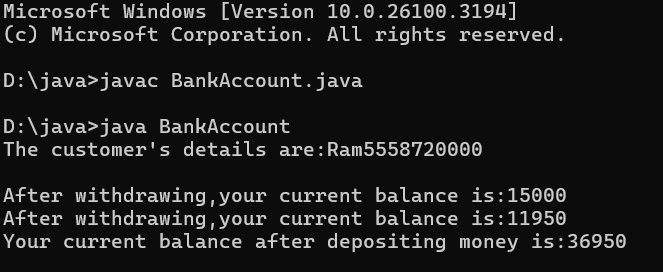 Microsoft Windows [Version 10.0.26100.3194]
(c) Microsoft Corporation. All rights reserved.
D:\java>javac BankAccount.java
D:\java>java BankAccount
The customer's details are:Ram5558720000
After withdrawing,your current balance is:15000
After withdrawing,your current balance is:11950
Your current balance after depositing money is:36950